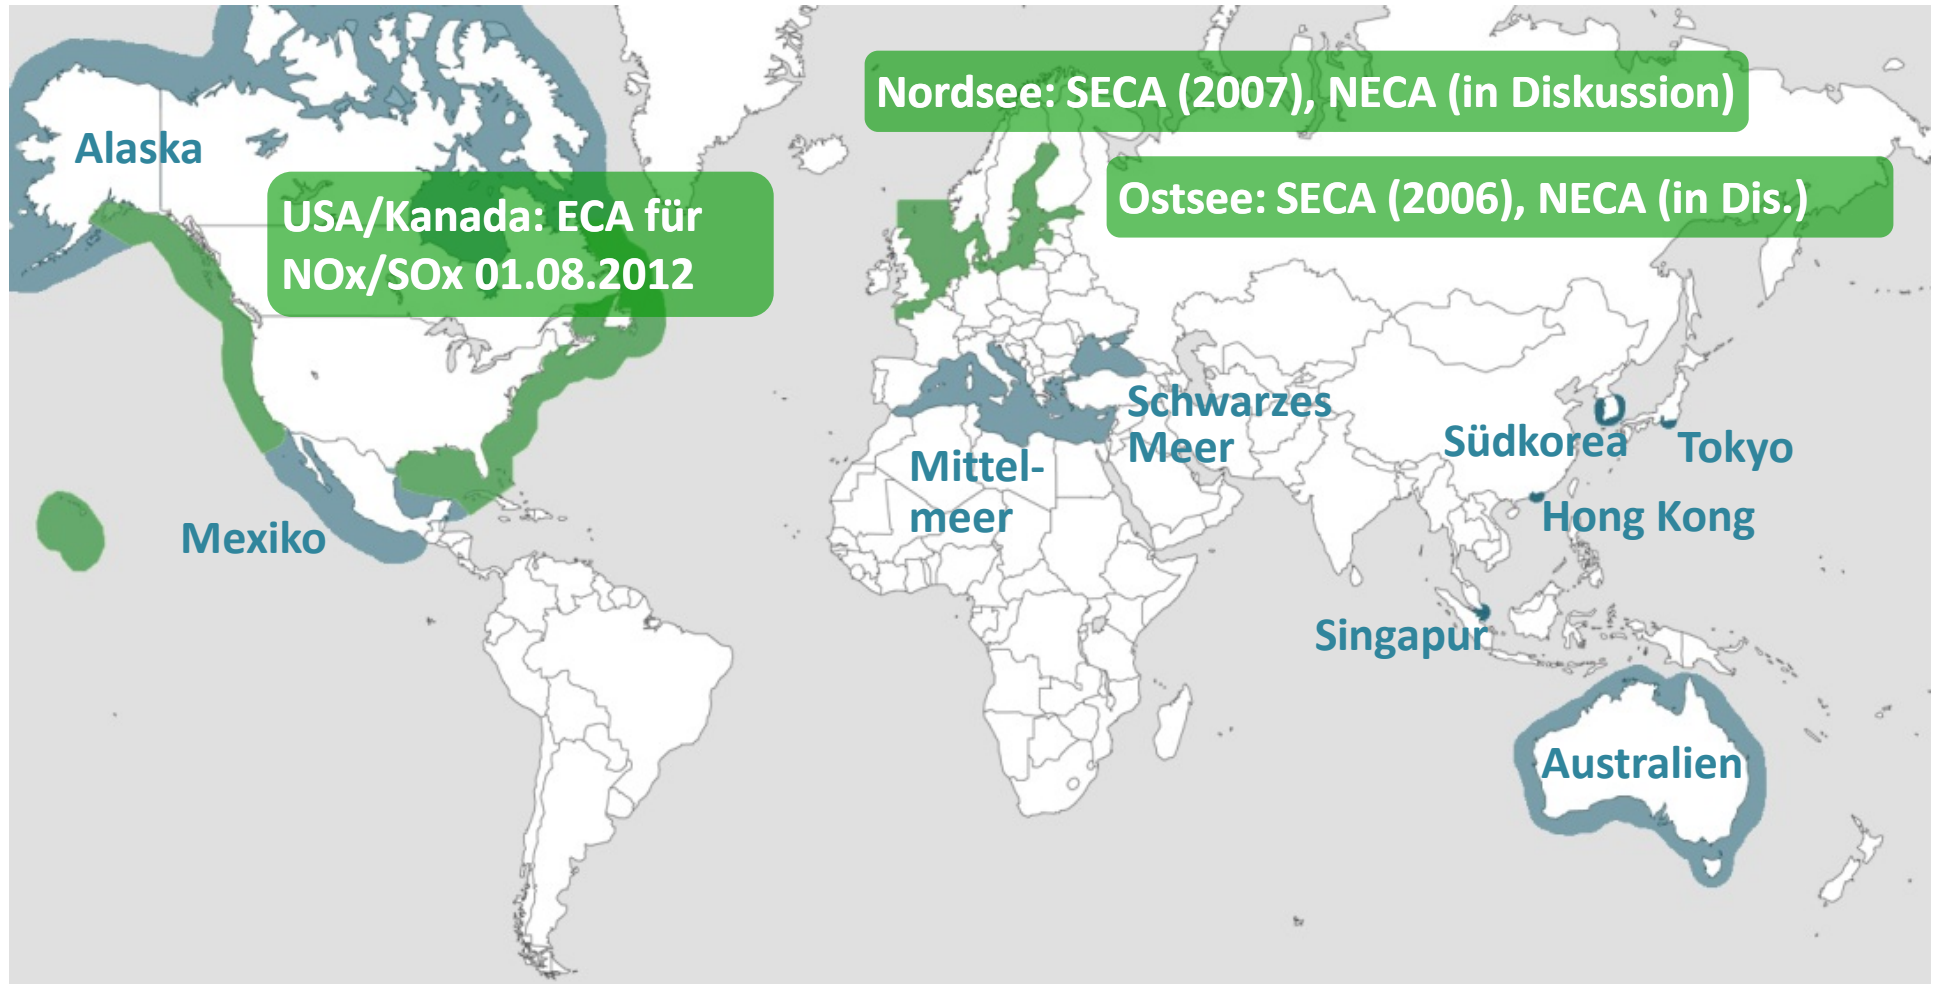 Nordsee: SECA (2007), NECA (in Diskussion)
Alaska
Ostsee: SECA (2006), NECA (in Dis.)
USA/Kanada: ECA für
NOx/SOx 01.08.2012
Schwarzes
Meer
Südkorea
Tokyo
Mittel-
meer
Hong Kong
Mexiko
Singapur
Australien